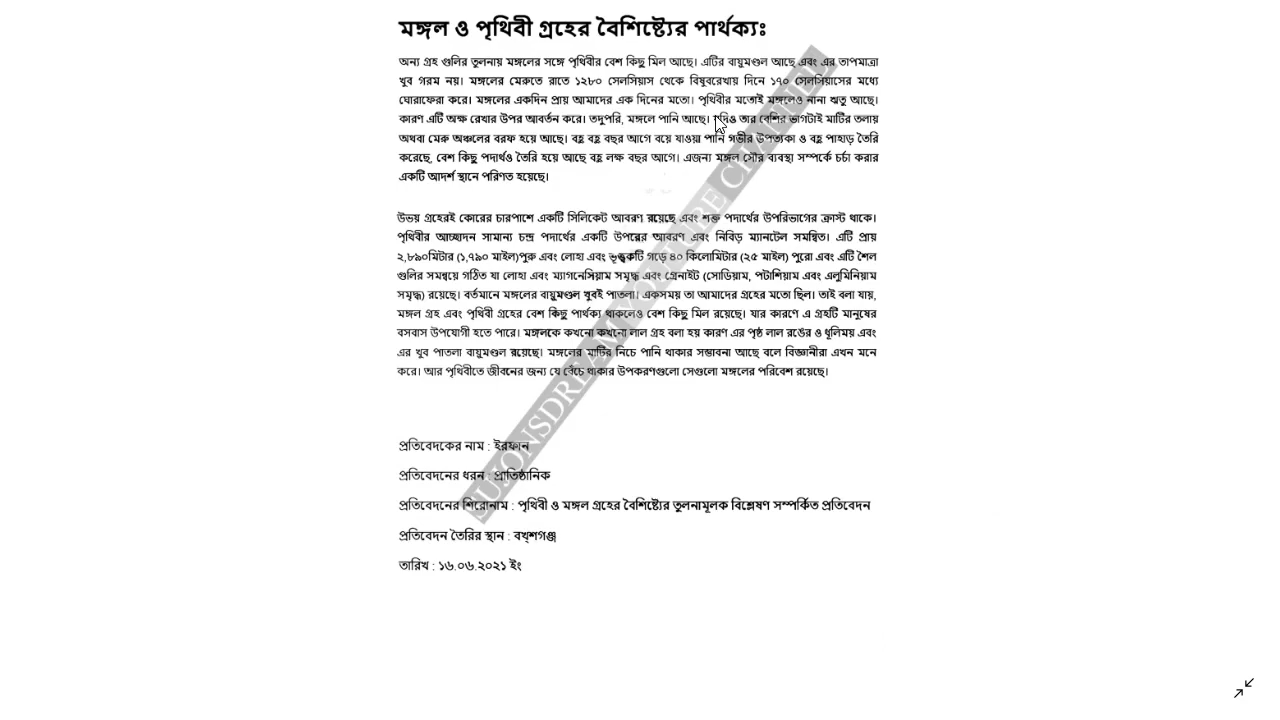 মঙ্গল ও পৃথিবী গ্রহের বৈশিষ্ট্যের পার্থক্যঃ
অন্য গ্রহ গুলির তুলনায় মঙ্গলের সঙ্গে পৃথিবীর বেশ কিছু মিল আছে। এটির বায়ুমণ্ডল আছে এবং এর তাপমাত্রা
খুব গরম নয়। মঙ্গলের মেরুতে রাতে ১২৮০ সেলসিয়াস থেকে বিষুবরেখায় দিনে ১৭০ সেলসিয়াসের মধ্যে
ঘোরাফেরা করে। মঙ্গলের একদিন প্রায় আমাদের এক দিনের মতো। পৃথিবীর মতোই মঙ্গলেও নানা ঋতু আছে।
কারণ এটি অক্ষ রেখার উপর আবর্তন করে। তদুপরি, মঙ্গলে পানি আছে। যদিও তার বেশির ভাগটাই মাটির তলায়
অথবা মেরু অঞ্চলের বরফ হয়ে আছে। বহু বহু বছর আগে বয়ে যাওয়া পানি গভীর উপত্যকা ও বহু পাহাড় তৈরি
করেছে, বেশ কিছু পদার্থও তৈরি হয়ে আছে বহু লক্ষ বছর আগে। এজন্য মঙ্গল সৌর ব্যবস্থা সম্পর্কে চর্চা করার
একটি আদর্শ স্থানে পরিণত হয়েছে।
উভয় গ্রহেরই কোরের চারপাশে একটি সিলিকেট আবরণ রয়েছে এবং শক্ত পদার্থের উপরিভাগের ক্রাস্ট থাকে।
পৃথিবীর আচ্ছাদন সামান্য চন্দ্র পদার্থের একটি উপরের আবরণ এবং নিবিড় ম্যানটেল সমন্বিত। এটি প্রায়
২,৮৯০মিটার (১,৭৯০ মাইল)পুরু এবং লোহা এবং ভূত্বকটি গড়ে ৪০ কিলোমিটার (২৫ মাইল) পুরো এবং এটি শৈল
গুলির সমন্বয়ে গঠিত যা লোহা এবং ম্যাগনেসিয়াম সমৃদ্ধ এবং গ্রেনাইট (সোডিয়াম, পটাশিয়াম এবং এলুমিনিয়াম
সমৃদ্ধ) রয়েছে। বর্তমানে মঙ্গলের বায়ুমণ্ডল খুবই পাতলা। একসময় তা আমাদের গ্রহের মতো ছিল। তাই বলা যায়,
মঙ্গল গ্রহ এবং পৃথিবী গ্রহের বেশ কিছু পার্থক্য থাকলেও বেশ কিছু মিল রয়েছে। যার কারণে এ গ্রহটি মানুষের
বসবাস উপযোগী হতে পারে। মঙ্গলকে কখনো কখনো লাল গ্রহ বলা হয় কারণ এর পৃষ্ঠ লাল রঙের ও ধূলিময় এবং
এর খুব পাতলা বায়ুমণ্ডল রয়েছে। মঙ্গলের মাটির নিচে পানি থাকার সম্ভাবনা আছে বলে বিজ্ঞানীরা এখন মনে
করে। আর পৃথিবীতে জীবনের জন্য যে বেঁচে থাকার উপকরণগুলো সেগুলো মঙ্গলের পরিবেশ রয়েছে।
প্রতিবেদকের নাম : ইরফান
প্রতিবেদনের ধরন : প্রাতিষ্ঠানিক
প্রতিবেদনের শিরোনাম : পৃথিবী ও মঙ্গল গ্রহের বৈশিষ্ট্যের তুলনামূলক বিশ্লেষণ সম্পর্কিত প্রতিবেদন
প্রতিবেদন তৈরির স্থান : বখ্শগঞ্জ
তারিখ : ১৬.০৬.২০২১ ইং
SUJONSDREAM YOUTUBE CHANNEL